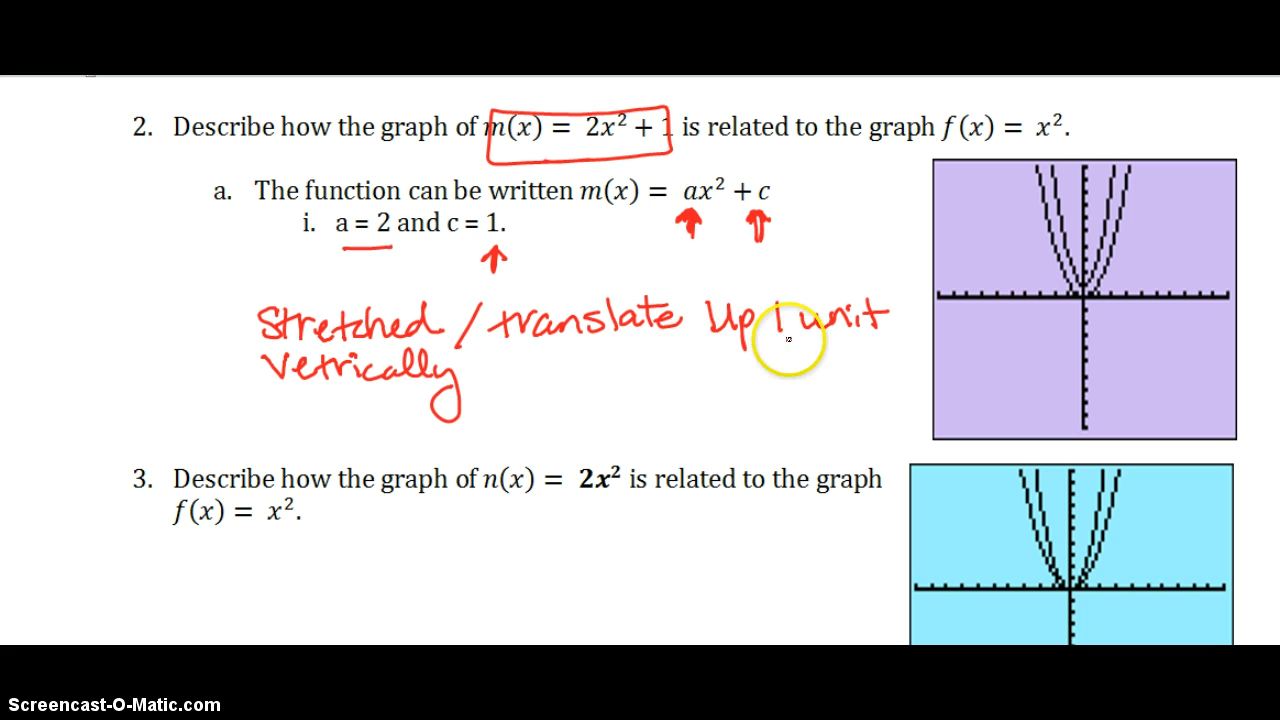 2. Describe how the graph of m(x) = 2x² + 1 is related to the graph f(x) = x².
a. The function can be written m(x) = ax² + c
i. a = 2 and c = 1.
Stretched / translate Up 1 unit
Vetrically
3. Describe how the graph of n(x) = 2x² is related to the graph
f(x) = x².
Screencast-O-Matic.com